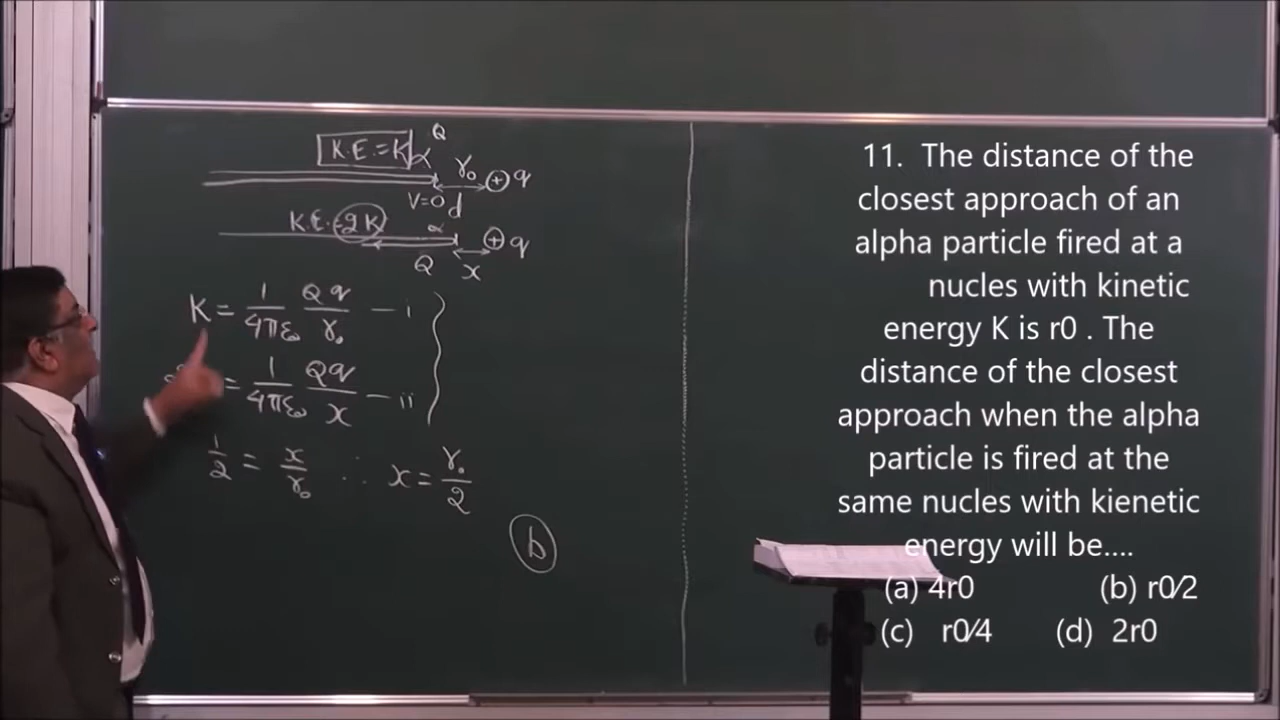 K.E.=K α Q
r₀ + q
V=0 d
K.E.=2K α + q
Q x
K = 1/4πε₀ Qq/r₀ — i
= 1/4πε₀ Qq/x — ii
1/2 = x/r₀ ∴ x = r₀/2
b
11. The distance of the
closest approach of an
alpha particle fired at a
nucles with kinetic
energy K is r0 . The
distance of the closest
approach when the alpha
particle is fired at the
same nucles with kienetic
energy will be....
(a) 4r0 (b) r0⁄2
(c) r0⁄4 (d) 2r0